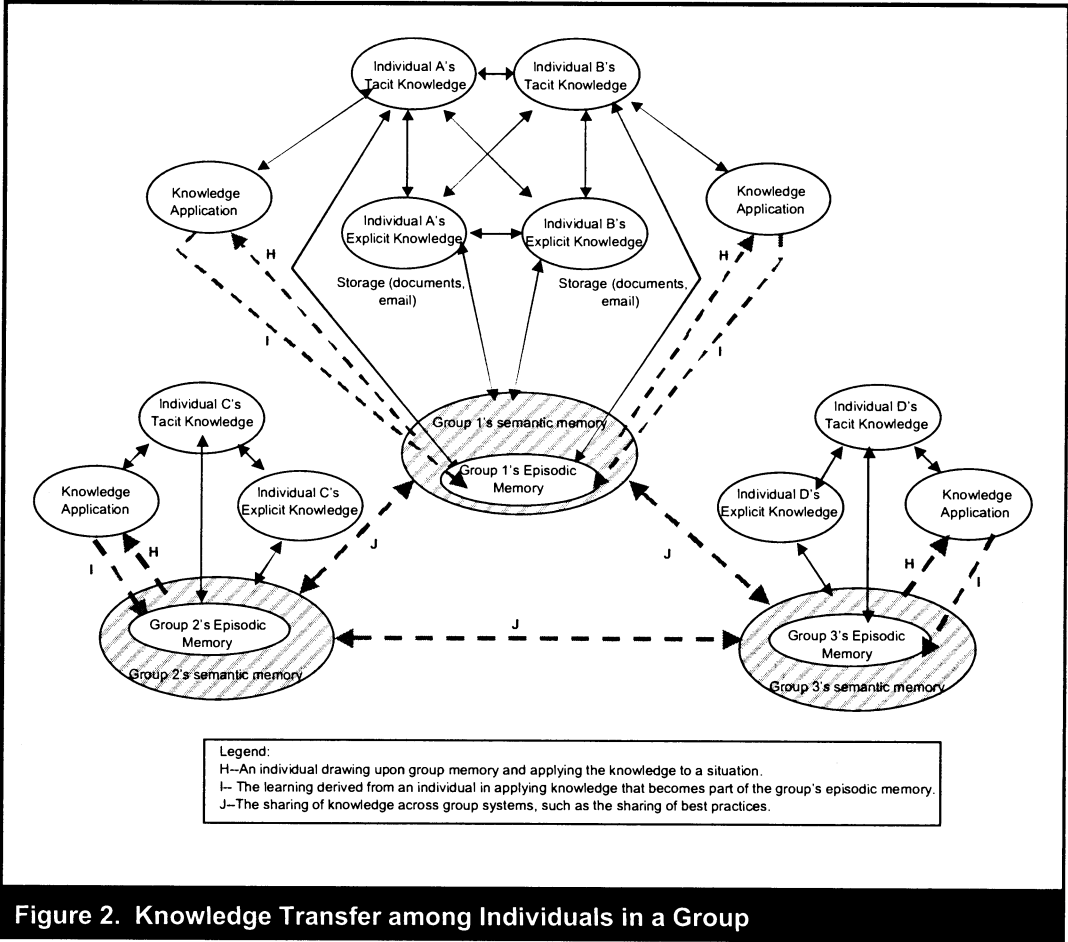 Individual A's
Tacit Knowledge
Individual B's
Tacit Knowledge
Knowledge
Application
Knowledge
Application
Individual A's
Explicit Knowledge
Individual B's
Explicit Knowledge
Storage (documents,
email)
Storage (documents,
email)
H
H
I
I
Group 1's semantic memory
Group 1's Episodic
Memory
Individual C's
Tacit Knowledge
Knowledge
Application
Individual C's
Explicit Knowledge
H
I
J
Group 2's Episodic
Memory
Group 2's semantic memory
J
J
Individual D's
Tacit Knowledge
Individual D's
Explicit Knowledge
Knowledge
Application
H
I
Group 3's Episodic
Memory
Group 3's semantic memory
Legend:
H--An individual drawing upon group memory and applying the knowledge to a situation.
I-- The learning derived from an individual in applying knowledge that becomes part of the group's episodic memory.
J--The sharing of knowledge across group systems, such as the sharing of best practices.
Figure 2. Knowledge Transfer among Individuals in a Group